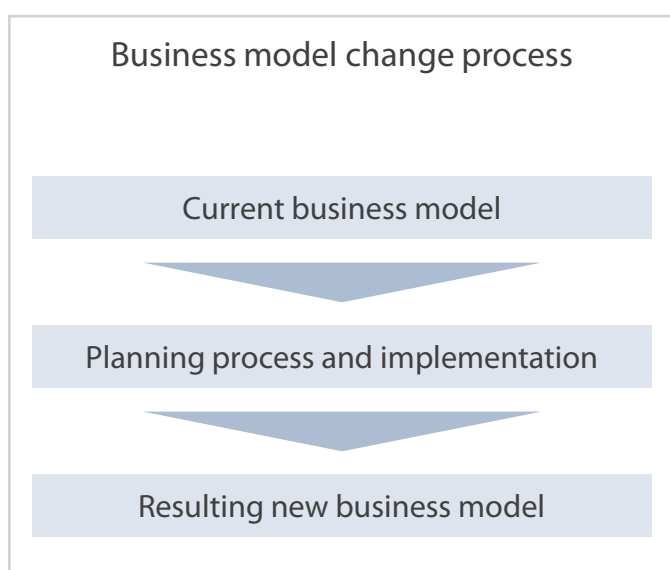 Business model change process
Current business model
Planning process and implementation
Resulting new business model